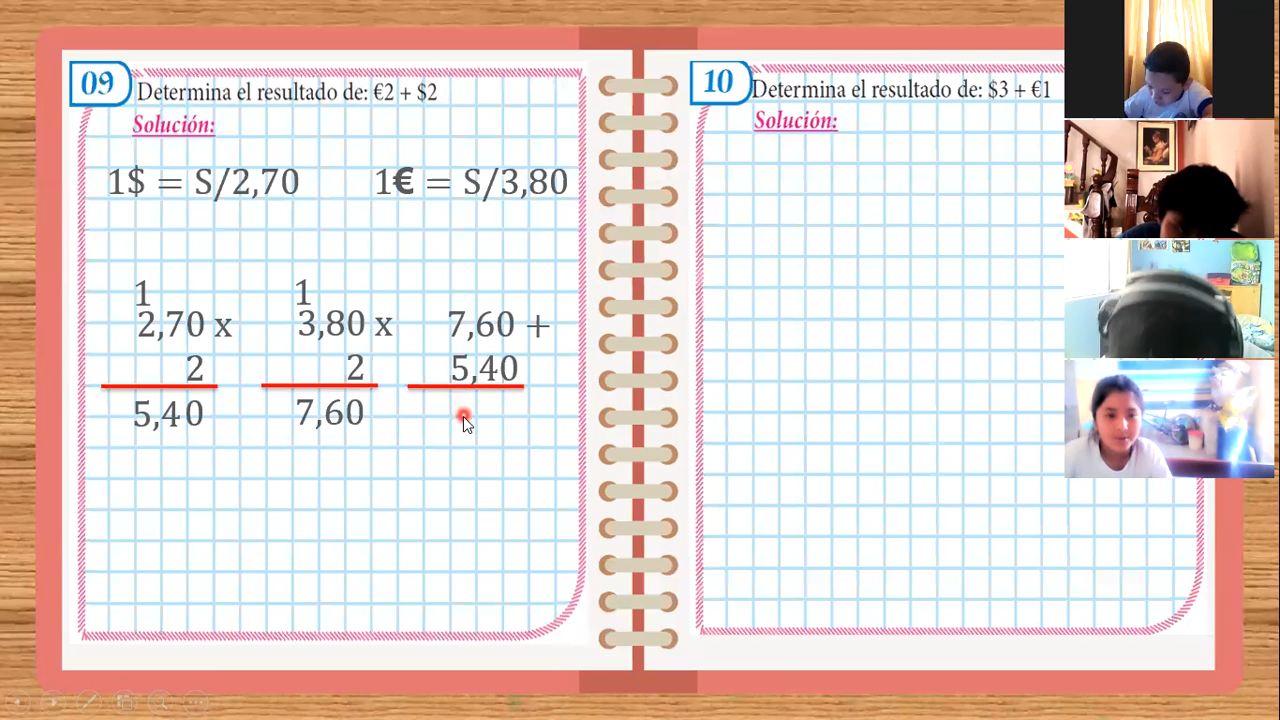 09
Determina el resultado de: €2 + $2
Solución:
1$ = S/2,70 1€ = S/3,80
1 1
2,70 x 3,80 x 7,60 +
2 2 5,40
5,40 7,60
10
Determina el resultado de: $3 + €1
Solución: